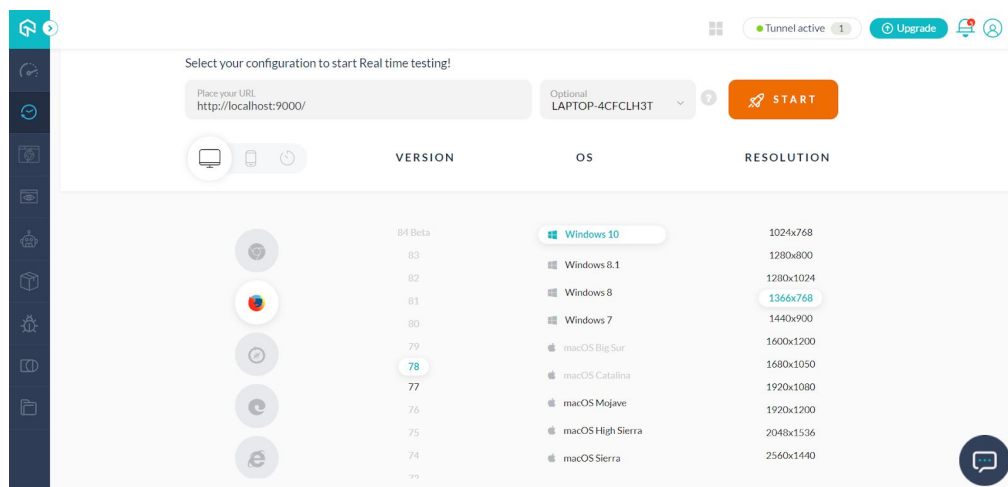 Tunnel active 1 Upgrade
Select your configuration to start Real time testing!
Place your URL
http://localhost:9000/
Optional
LAPTOP-4CFCLH3T
?
START
VERSION OS RESOLUTION
84 Beta
83
82
81
80
79
78
77
76
75
74
Windows 10
Windows 8.1
Windows 8
Windows 7
macOS Big Sur
macOS Catalina
macOS Mojave
macOS High Sierra
macOS Sierra
1024x768
1280x800
1280x1024
1366x768
1440x900
1600x1200
1680x1050
1920x1080
1920x1200
2048x1536
2560x1440